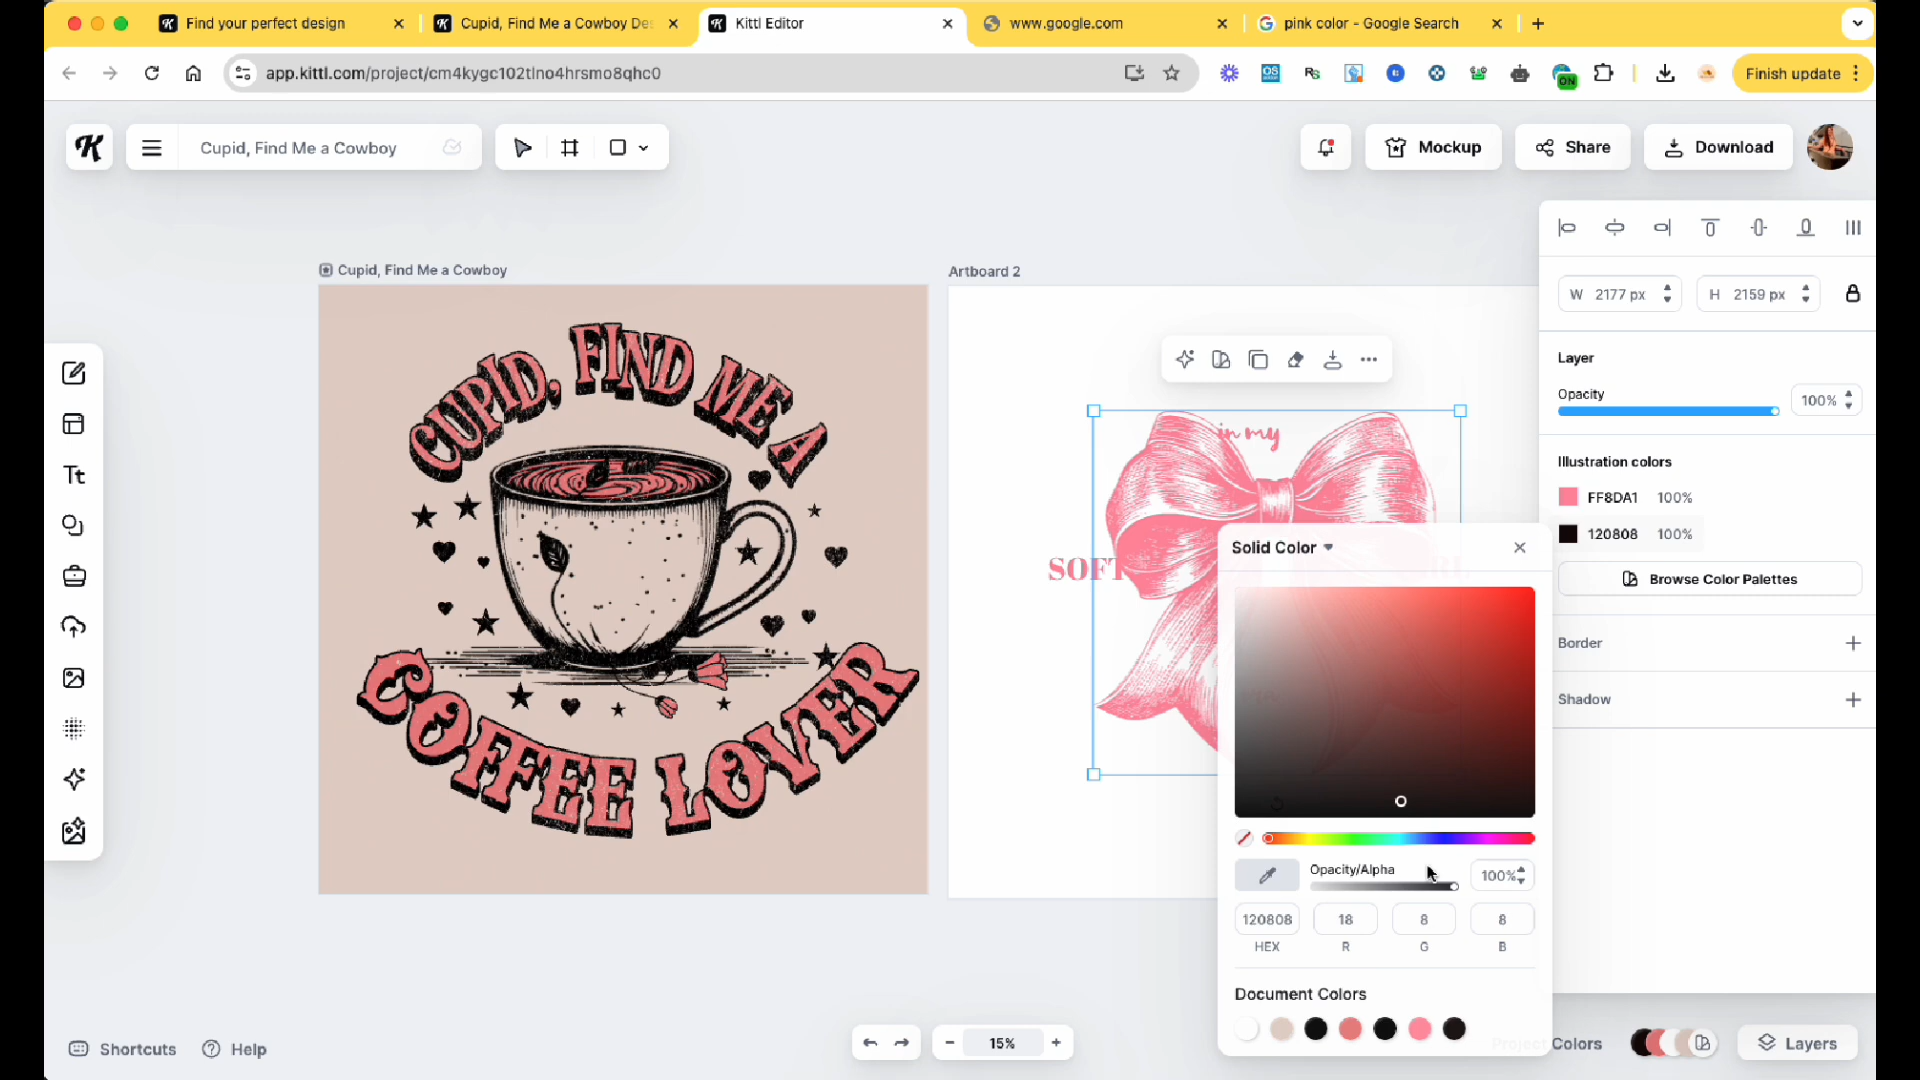 Find your perfect design
Cupid, Find Me a Cowboy De
Kittl Editor
www.google.com
pink color - Google Search
app.kittl.com/project/cm4kygc102tlno4hrsmo8qhc0
ON
Finish update
Cupid, Find Me a Cowboy
Mockup
Share
Download
Cupid, Find Me a Cowboy
Artboard 2
W 2177 px
H 2159 px
Layer
Opacity
100%
Illustration colors
FF8DA1 100%
120808 100%
Browse Color Palettes
Border
Shadow
CUPID, FIND ME A
COFFEE LOVER
in my
SOFT
Solid Color
Opacity/Alpha
100%
120808 18 8 8
HEX R G B
Document Colors
Shortcuts
Help
15%
Colors
Layers